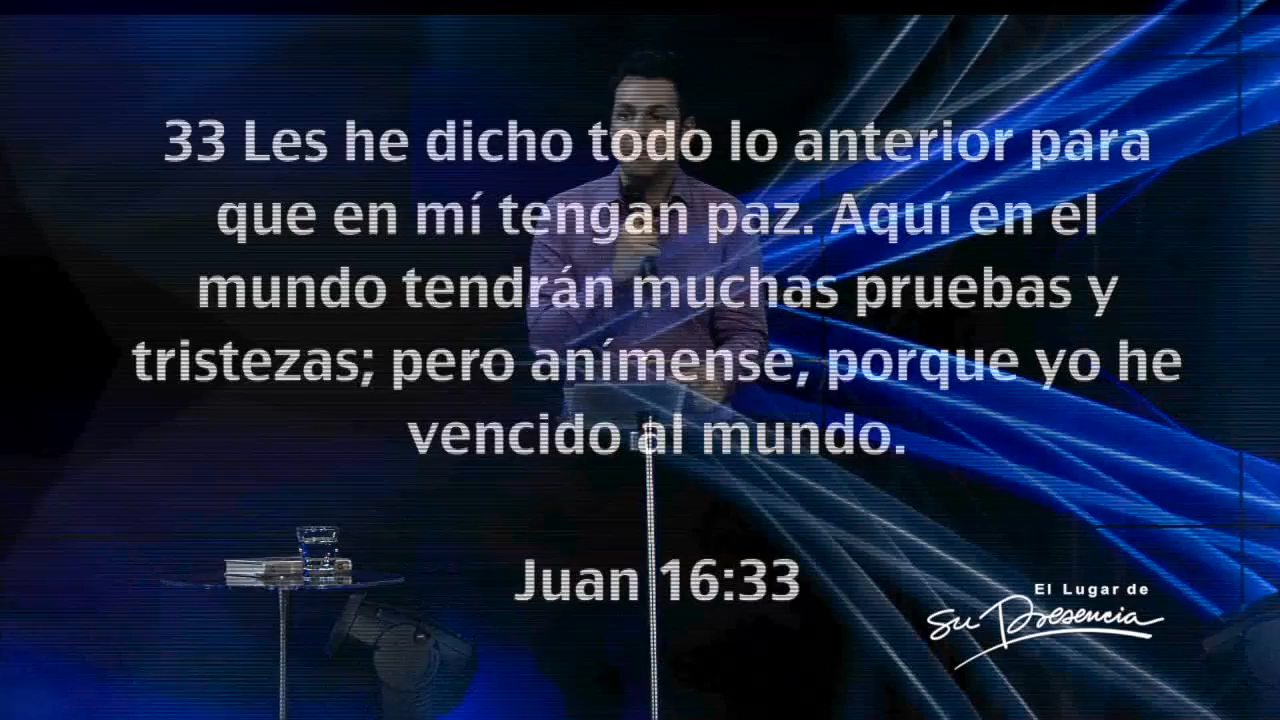 33 Les he dicho todo lo anterior para
que en mí tengan paz. Aquí en el
mundo tendrán muchas pruebas y
tristezas; pero anímense, porque yo he
vencido al mundo.
Juan 16:33
El Lugar de
Su Presencia